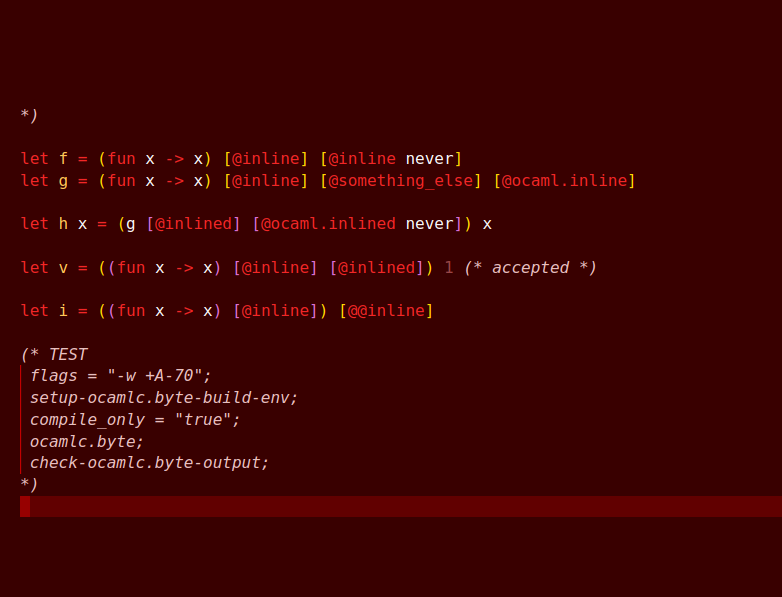 *)
let f = (fun x -> x) [@inline] [@inline never]
let g = (fun x -> x) [@inline] [@something_else] [@ocaml.inline]
let h x = (g [@inlined] [@ocaml.inlined never]) x
let v = ((fun x -> x) [@inline] [@inlined]) 1 (* accepted *)
let i = ((fun x -> x) [@inline]) [@@inline]
(* TEST
 flags = "-w +A-70";
 setup-ocamlc.byte-build-env;
 compile_only = "true";
 ocamlc.byte;
 check-ocamlc.byte-output;
*)